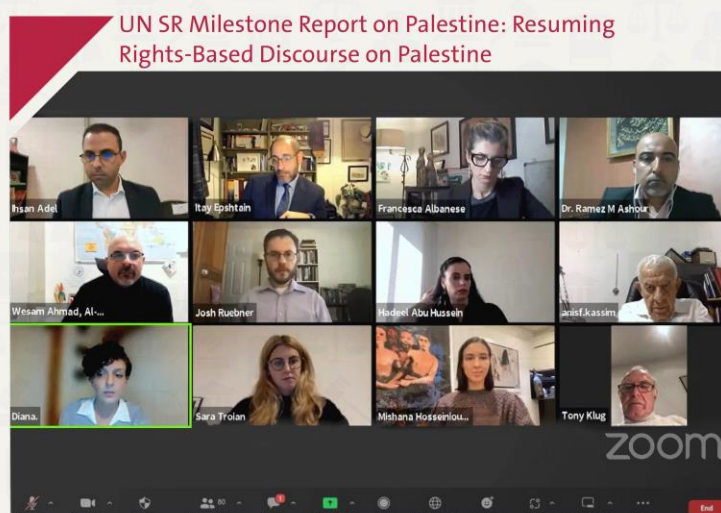 UN SR Milestone Report on Palestine: Resuming
Rights-Based Discourse on Palestine
Ihsan Adel
Itay Epshtain
Francesca Albanese
Dr. Ramez M Ashour
Wesam Ahmad, Al-...
Josh Ruebner
Hadeel Abu Hussein
anisf.kassim
Diana.
Sara Troian
Mishana Hosseiniou...
Tony Klug
zoom
60
1
End